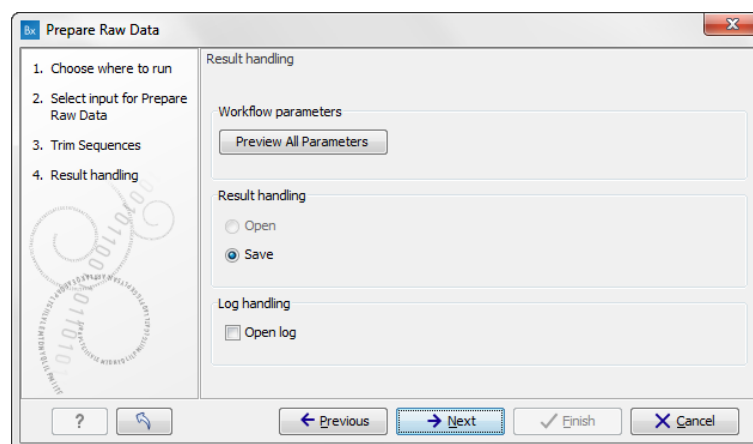 Bx Prepare Raw Data
1. Choose where to run
2. Select input for Prepare
Raw Data
3. Trim Sequences
4. Result handling
Result handling
Workflow parameters
Preview All Parameters
Result handling
Open
Save
Log handling
Open log
?
Previous
Next
Finish
Cancel